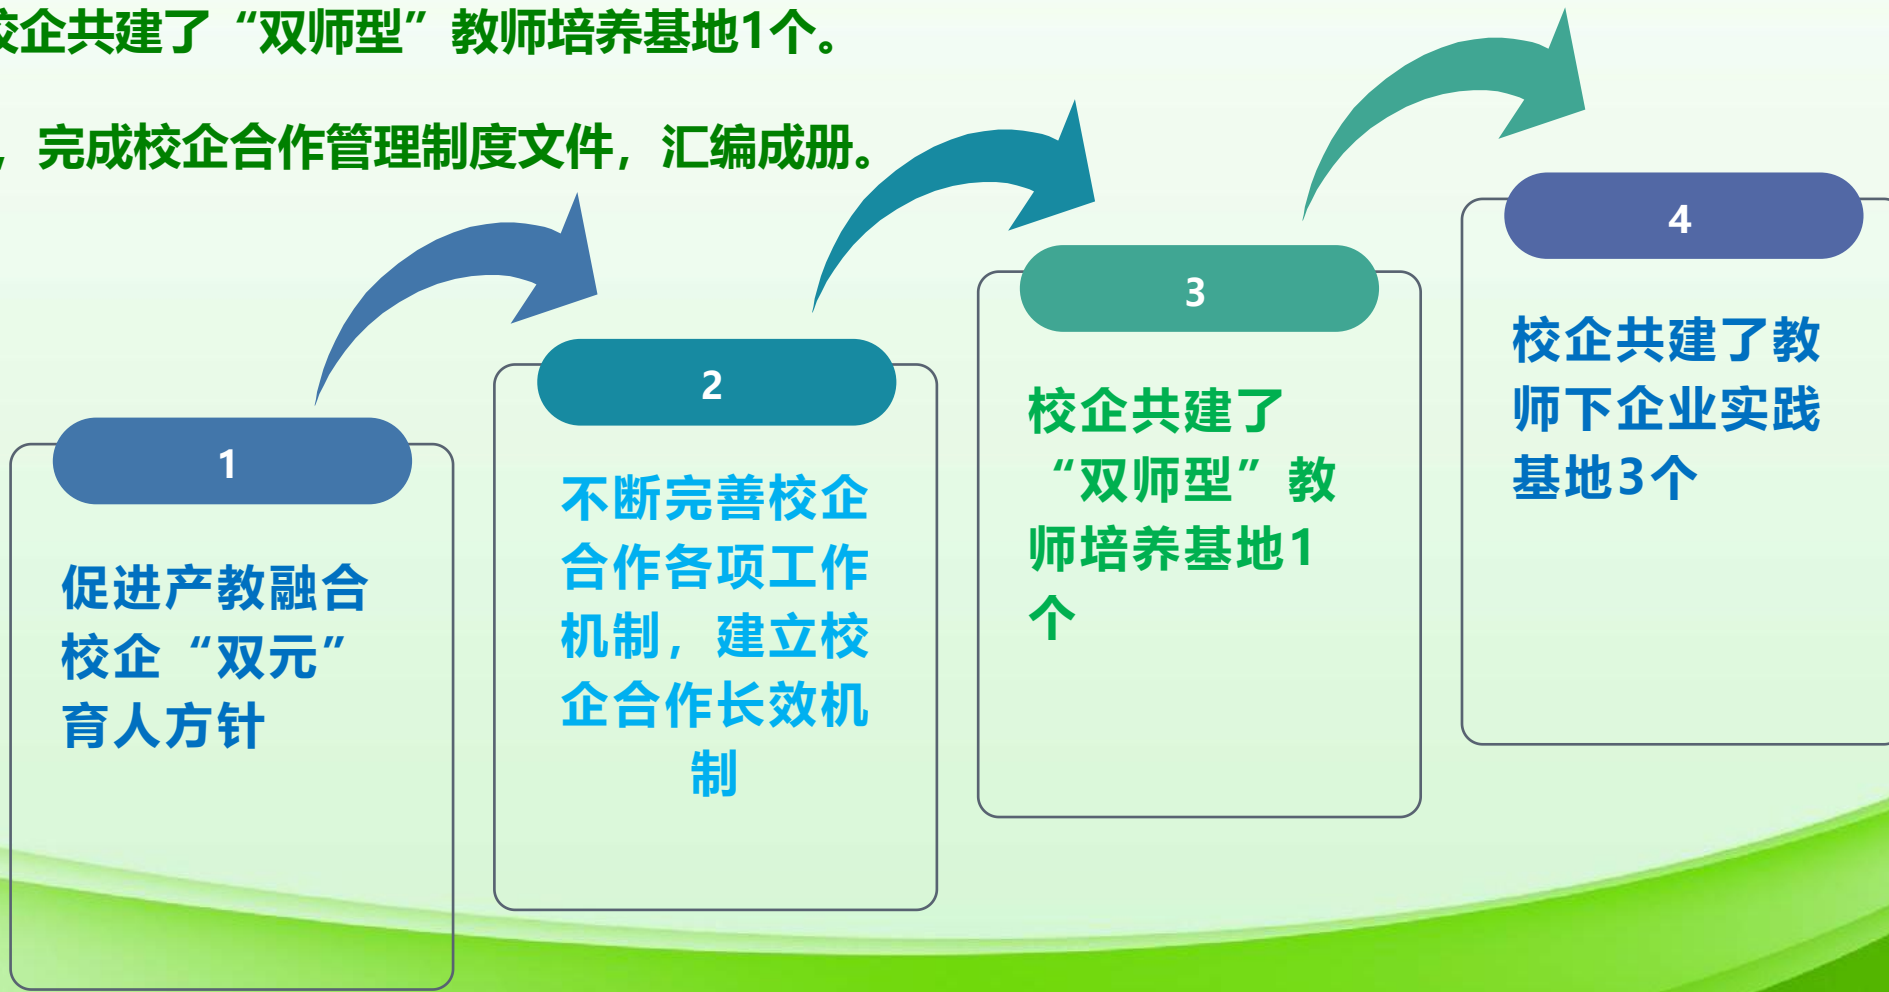 校企共建了“双师型”教师培养基地1个。
，完成校企合作管理制度文件，汇编成册。
1
促进产教融合
校企“双元”
育人方针
2
不断完善校企
合作各项工作
机制，建立校
企合作长效机
制
3
校企共建了
“双师型”教
师培养基地1
个
4
校企共建了教
师下企业实践
基地3个